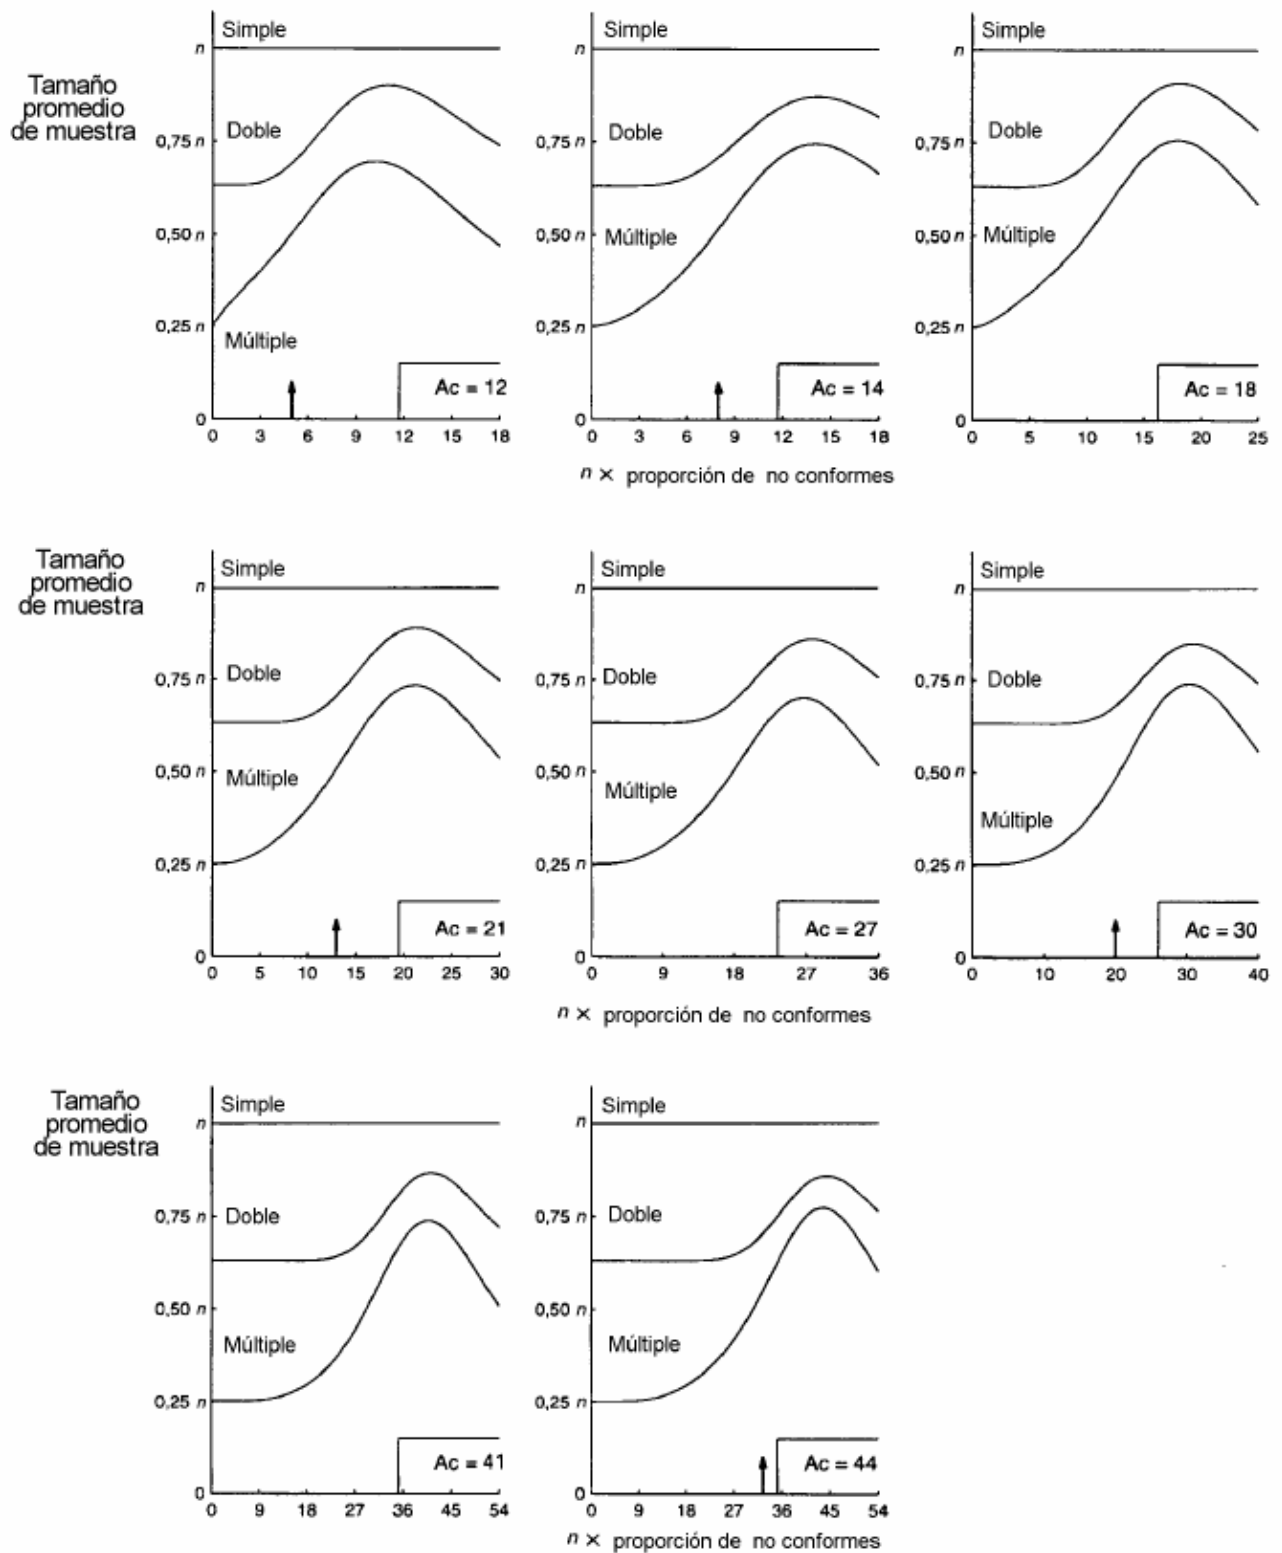 Simple
n
Tamaño
promedio
de muestra
Doble
0,75 n
0,50 n
0,25 n
Múltiple
Ac = 12
0
0 3 6 9 12 15 18
Simple
n
Doble
0,75 n
0,50 n
Múltiple
0,25 n
Ac = 14
0
0 3 6 9 12 15 18
Simple
n
Doble
0,75 n
0,50 n
Múltiple
0,25 n
Ac = 18
0
0 5 10 15 20 25
n × proporción de no conformes
Tamaño
promedio
de muestra
Simple
n
Doble
0,75 n
0,50 n
Múltiple
0,25 n
Ac = 21
0
0 5 10 15 20 25 30
Simple
n
Doble
0,75 n
0,50 n
Múltiple
0,25 n
Ac = 27
0
0 9 18 27 36
Simple
n
Doble
0,75 n
0,50 n
Múltiple
0,25 n
Ac = 30
0
0 10 20 30 40
n × proporción de no conformes
Tamaño
promedio
de muestra
Simple
n
0,75 n
Doble
0,50 n
Múltiple
0,25 n
Ac = 41
0
0 9 18 27 36 45 54
Simple
n
0,75 n
Doble
0,50 n
Múltiple
0,25 n
Ac = 44
0
0 9 18 27 36 45 54
n × proporción de no conformes